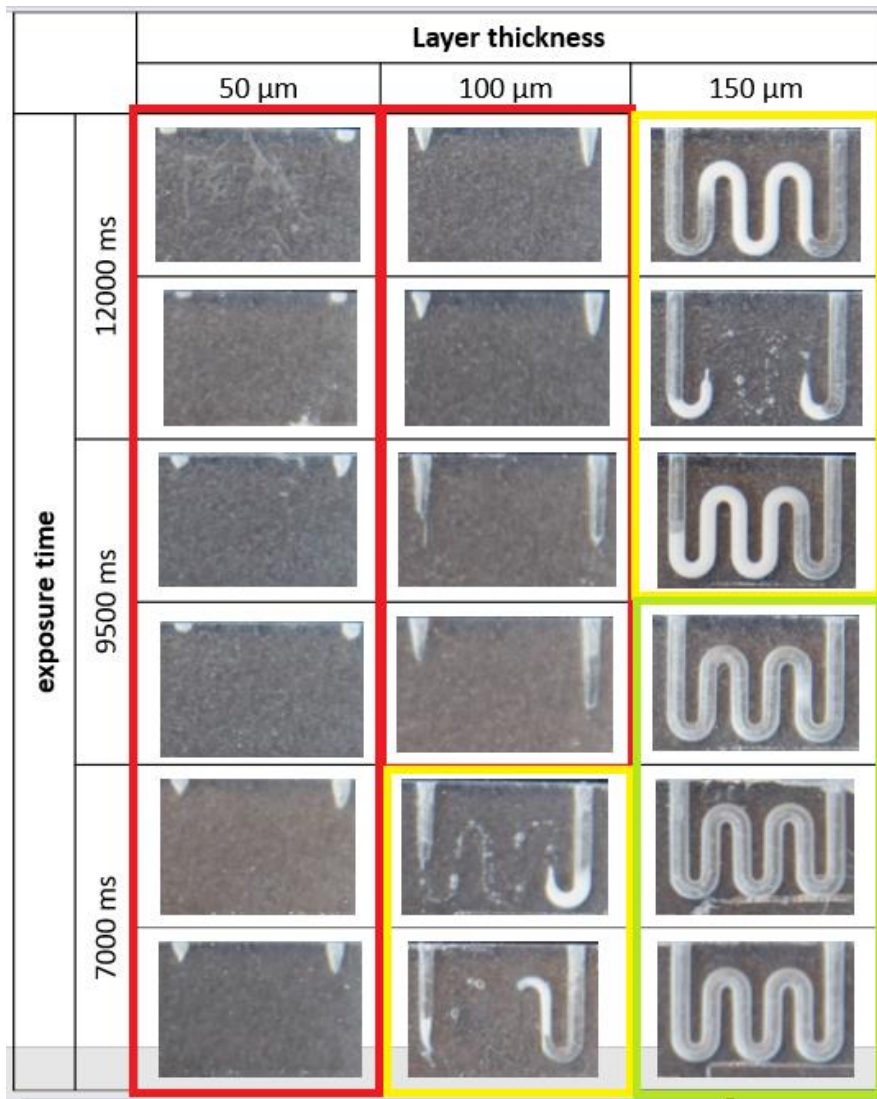 Layer thickness
50 µm 100 µm 150 µm
exposure time
12000 ms
9500 ms
7000 ms